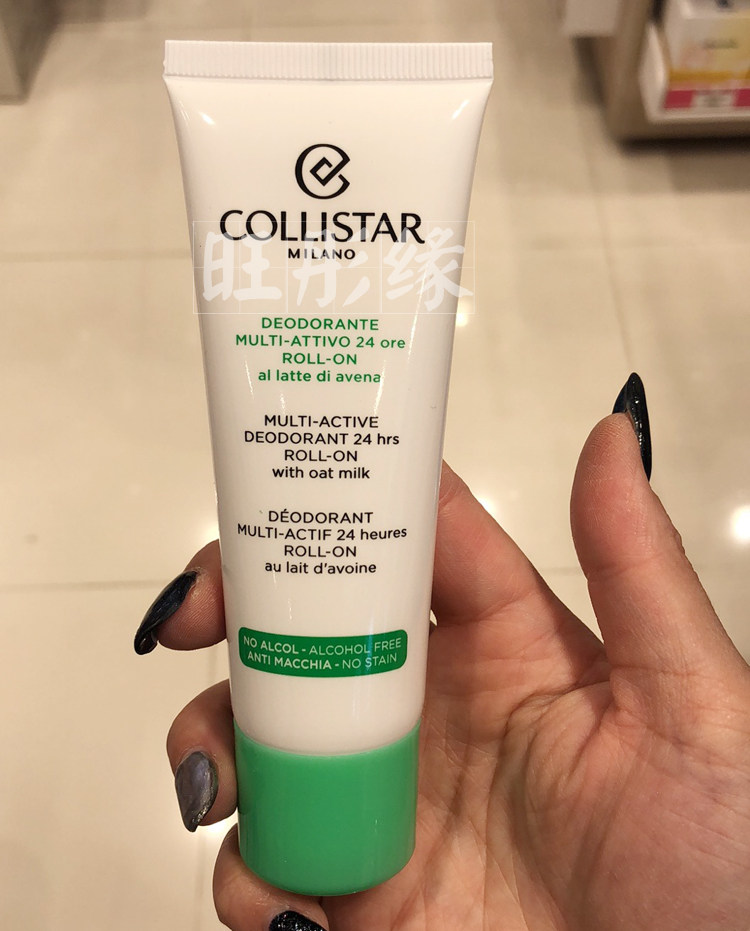 COLLISTAR
MILANO
旺彤缘
DEODORANTE
MULTI-ATTIVO 24 ore
ROLL-ON
al latte di avena
MULTI-ACTIVE
DEODORANT 24 hrs
ROLL-ON
with oat milk
DÉODORANT
MULTI-ACTIF 24 heures
ROLL-ON
au lait d'avoine
NO ALCOL - ALCOHOL FREE
ANTI MACCHIA - NO STAIN